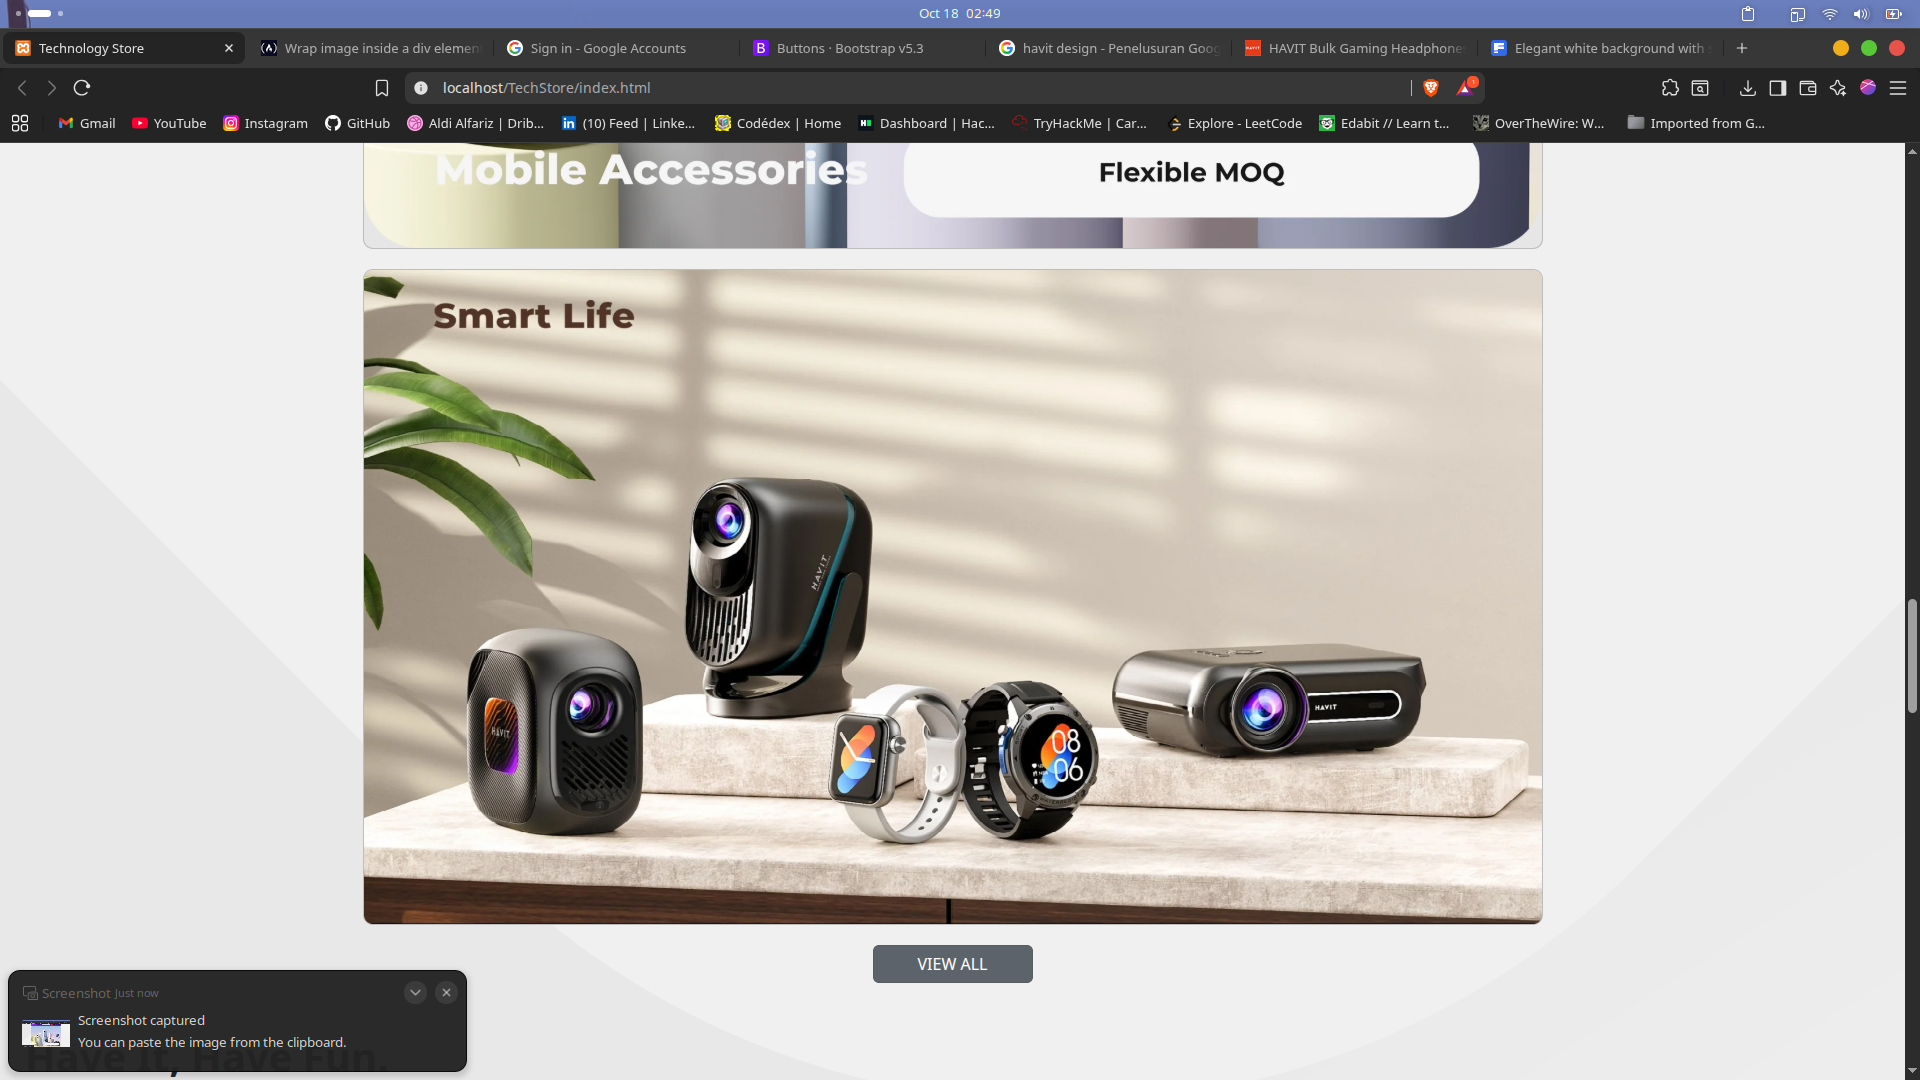 Oct 18 02:49
Technology Store
Wrap image inside a div elemen
Sign in - Google Accounts
Buttons · Bootstrap v5.3
havit design - Penelusuran Goog
HAVIT Bulk Gaming Headphone
Elegant white background with s
localhost/TechStore/index.html
1
Gmail
YouTube
Instagram
GitHub
Aldi Alfariz | Drib...
(10) Feed | Linke...
Codédex | Home
Dashboard | Hac...
TryHackMe | Car...
Explore - LeetCode
Edabit // Learn t...
OverTheWire: W...
Imported from G...
Mobile Accessories
Flexible MOQ
Smart Life
HAVIT
HAVIT
HAVIT
08
06
VIEW ALL
Screenshot Just now
Screenshot captured
You can paste the image from the clipboard.
Have It, Have Fun.